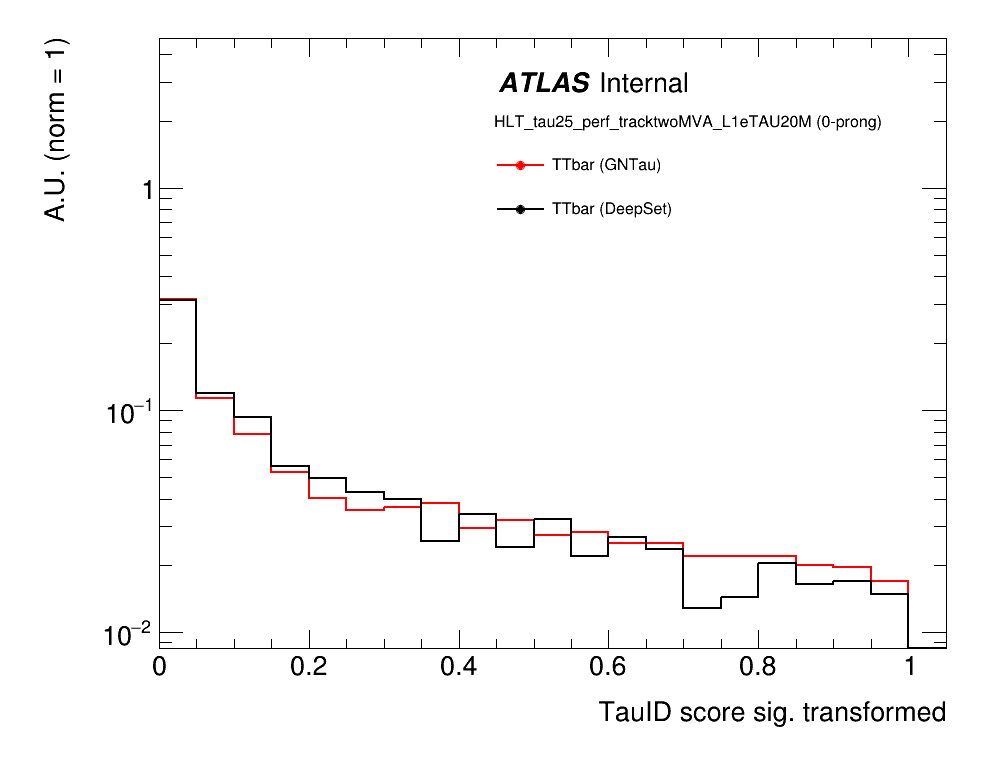 A.U. (norm = 1)
ATLAS Internal
HLT_tau25_perf_tracktwoMVA_L1eTAU20M (0-prong)
TTbar (GNTau)
TTbar (DeepSet)
1
10⁻¹
10⁻²
0 0.2 0.4 0.6 0.8 1
TauID score sig. transformed